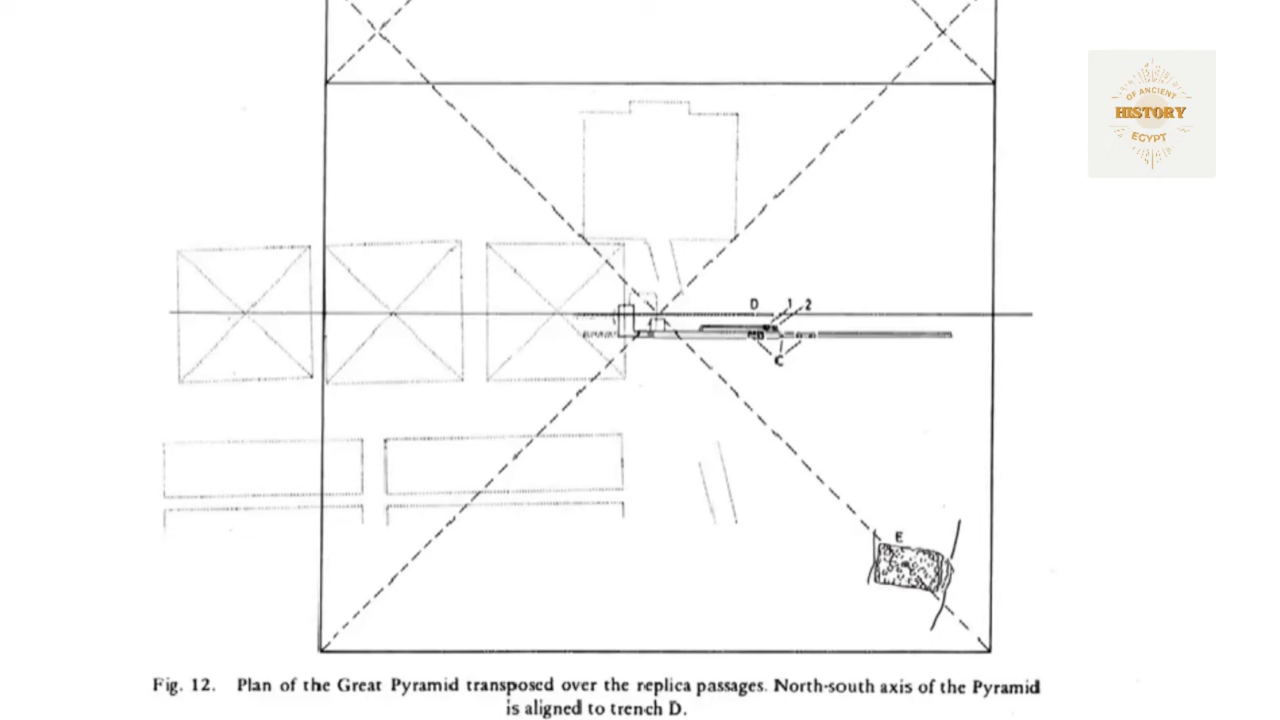 OF ANCIENT
HISTORY
EGYPT
D 1 2
C
E
Fig. 12. Plan of the Great Pyramid transposed over the replica passages. North-south axis of the Pyramid
is aligned to trench D.